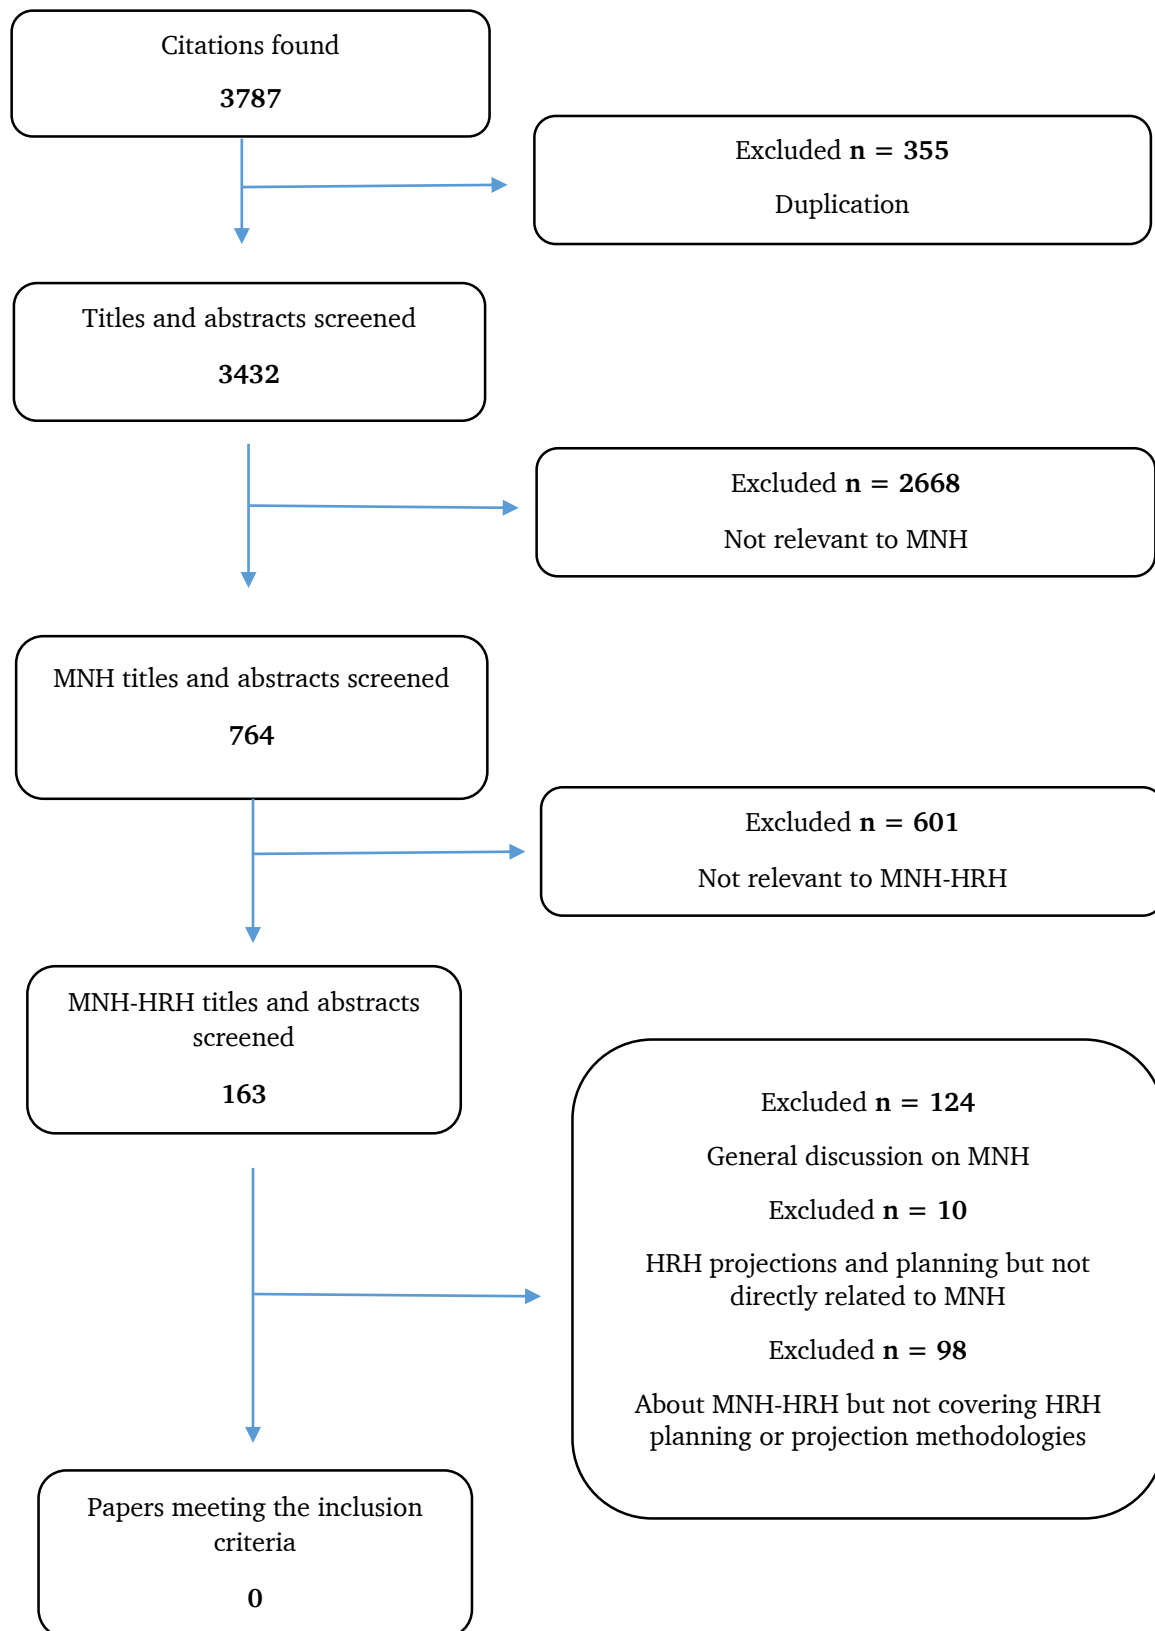 Citations found
3787
Excluded n = 355
Duplication
Titles and abstracts screened
3432
Excluded n = 2668
Not relevant to MNH
MNH titles and abstracts screened
764
Excluded n = 601
Not relevant to MNH-HRH
MNH-HRH titles and abstracts
screened
163
Excluded n = 124
General discussion on MNH
Excluded n = 10
HRH projections and planning but not
directly related to MNH
Excluded n = 98
About MNH-HRH but not covering HRH
planning or projection methodologies
Papers meeting the inclusion
criteria
0